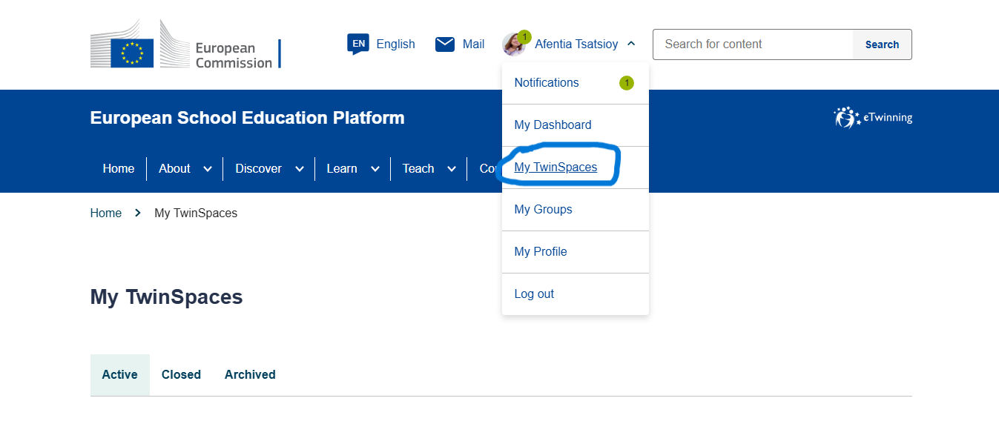 European
Commission
EN English
Mail
1
Afentia Tsatsioy
Search for content
Search
Notifications 1
My Dashboard
My TwinSpaces
My Groups
My Profile
Log out
European School Education Platform
eTwinning
Home About Discover Learn Teach
Home > My TwinSpaces
My TwinSpaces
Active Closed Archived